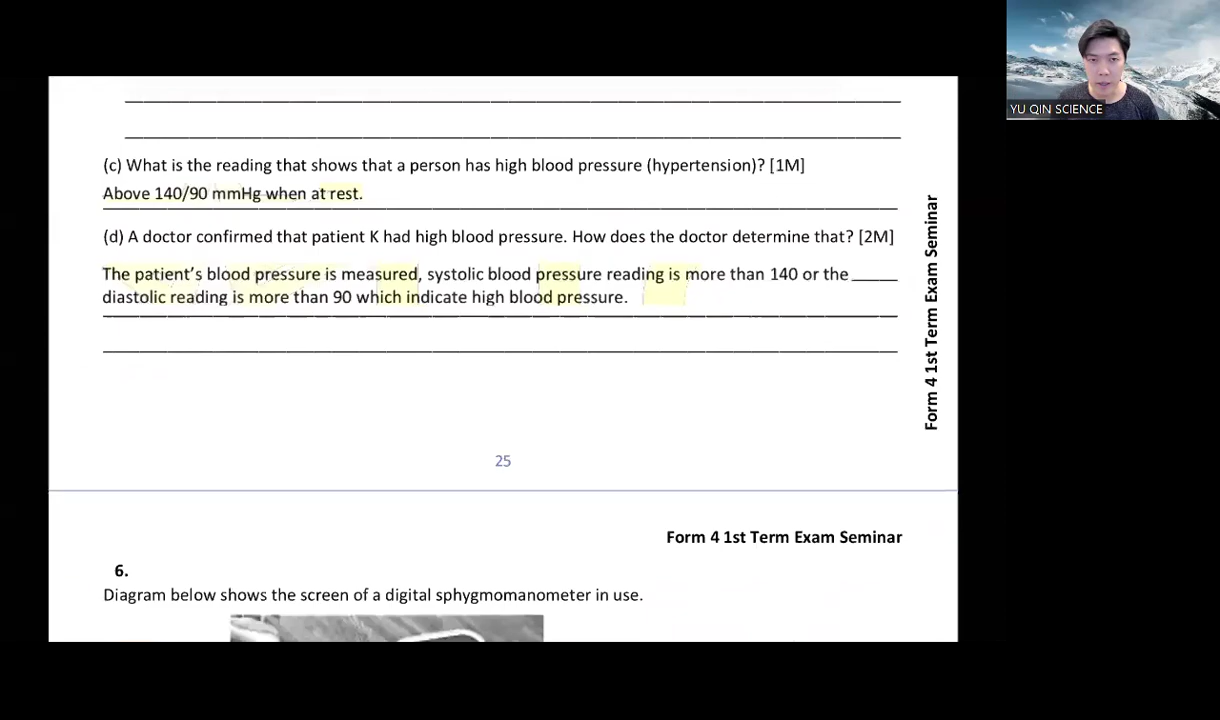 YU QIN SCIENCE
(c) What is the reading that shows that a person has high blood pressure (hypertension)? [1M]
Above 140/90 mmHg when at rest.
(d) A doctor confirmed that patient K had high blood pressure. How does the doctor determine that? [2M]
The patient's blood pressure is measured, systolic blood pressure reading is more than 140 or the
diastolic reading is more than 90 which indicate high blood pressure.
Form 4 1st Term Exam Seminar
25
Form 4 1st Term Exam Seminar
6.
Diagram below shows the screen of a digital sphygmomanometer in use.